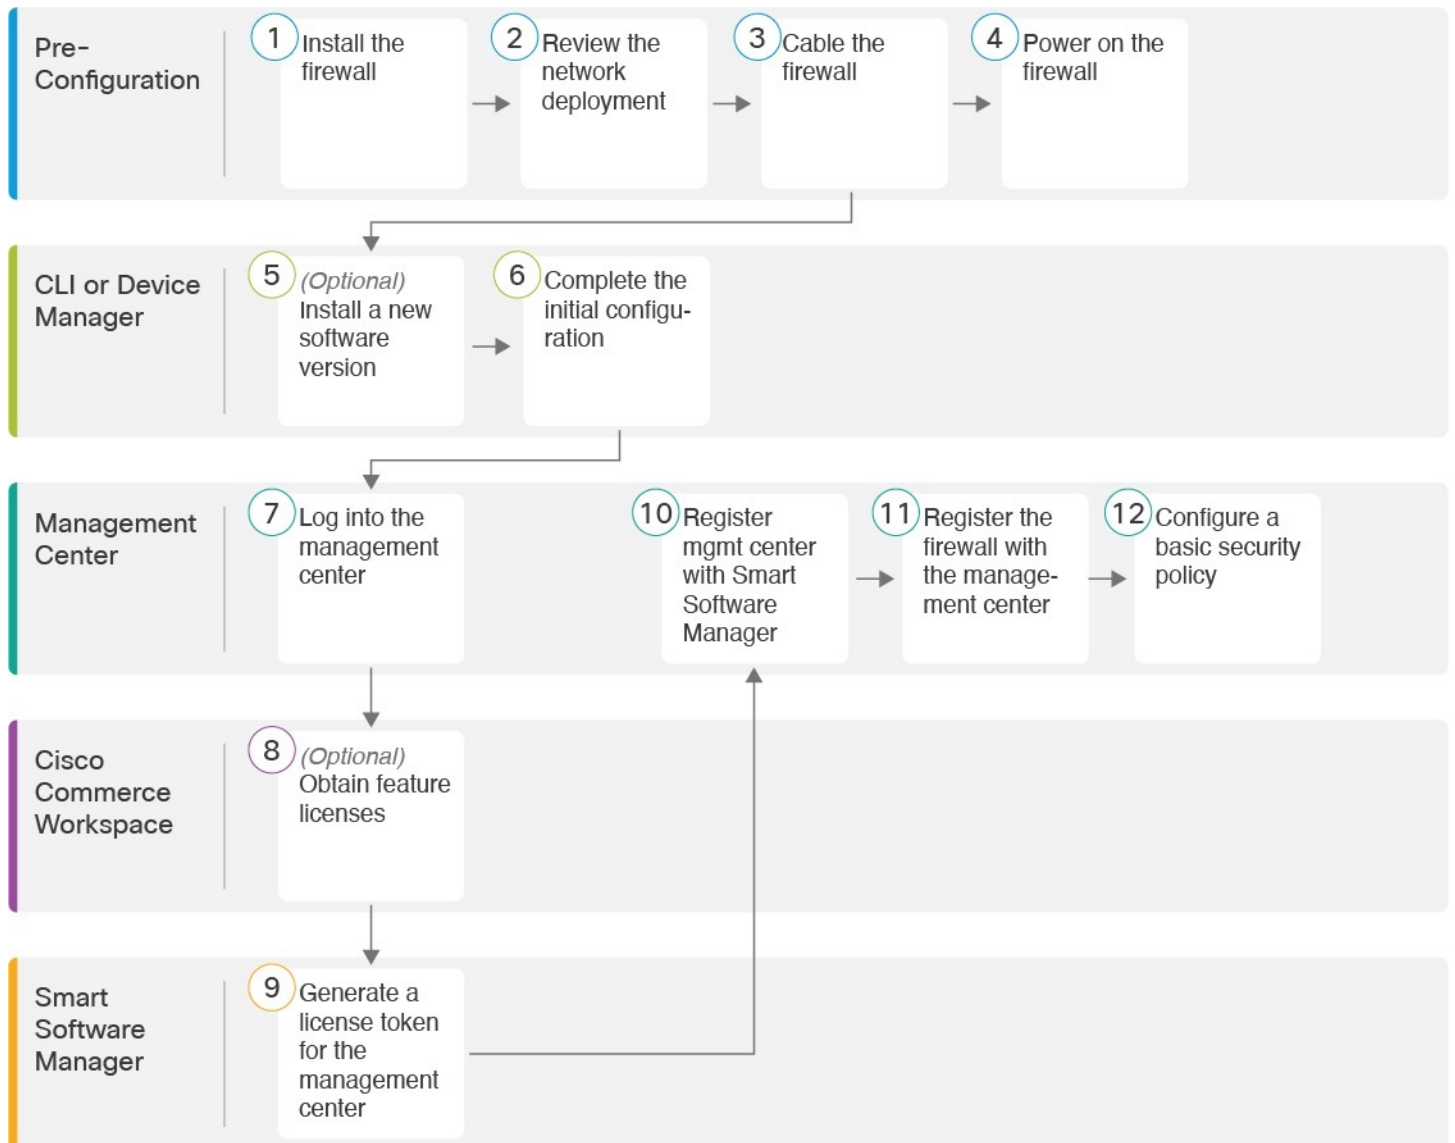 Pre-
Configuration
1
Install the
firewall
2
Review the
network
deployment
3
Cable the
firewall
4
Power on the
firewall
CLI or Device
Manager
5
(Optional)
Install a new
software
version
6
Complete the
initial configu-
ration
Management
Center
7
Log into the
management
center
10
Register
mgmt center
with Smart
Software
Manager
11
Register the
firewall with
the manage-
ment center
12
Configure a
basic security
policy
Cisco
Commerce
Workspace
8
(Optional)
Obtain feature
licenses
Smart
Software
Manager
9
Generate a
license token
for the
management
center